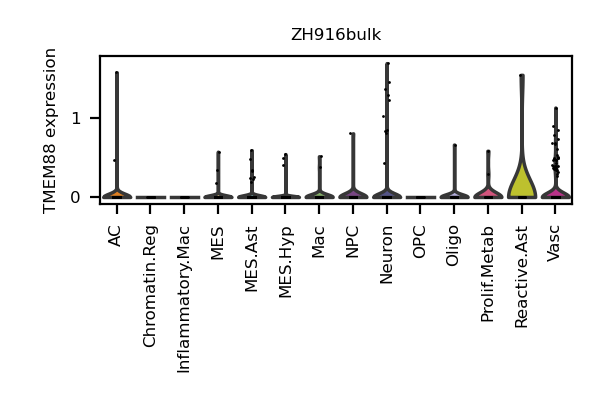 ZH916bulk
TMEM88 expression
1
0
AC
Chromatin.Reg
Inflammatory.Mac
MES
MES.Ast
MES.Hyp
Mac
NPC
Neuron
OPC
Oligo
Prolif.Metab
Reactive.Ast
Vasc